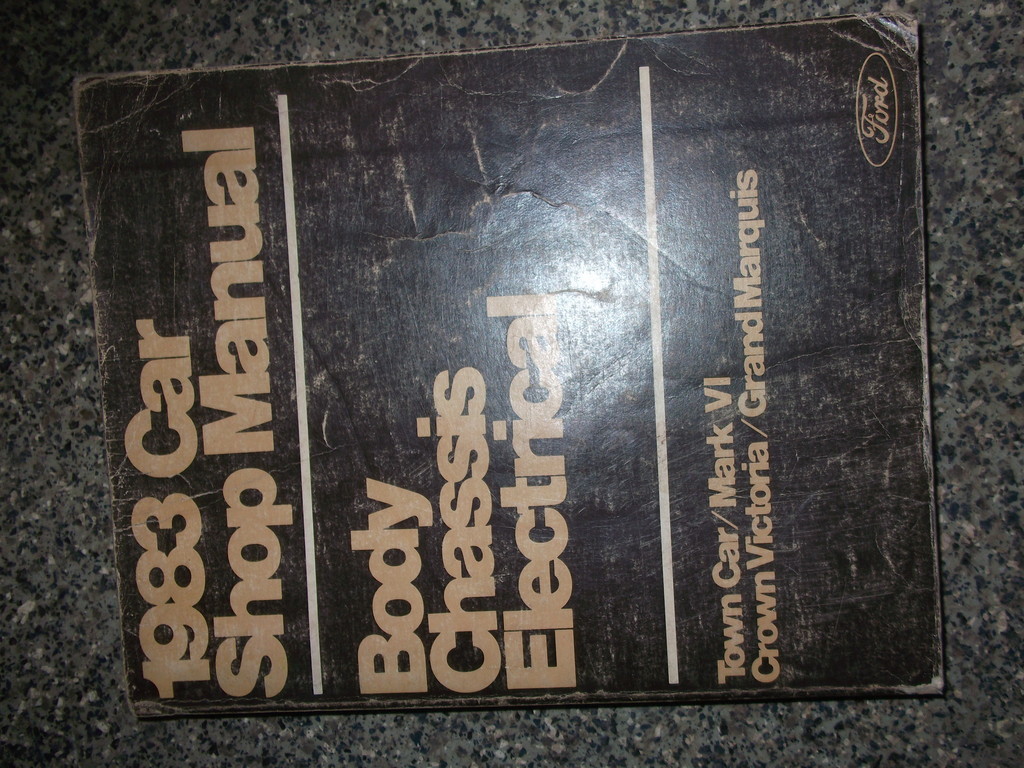 1983 Car
Shop Manual
Body
Chassis
Electrical
Town Car/Mark VI
Crown Victoria/Grand Marquis
Ford